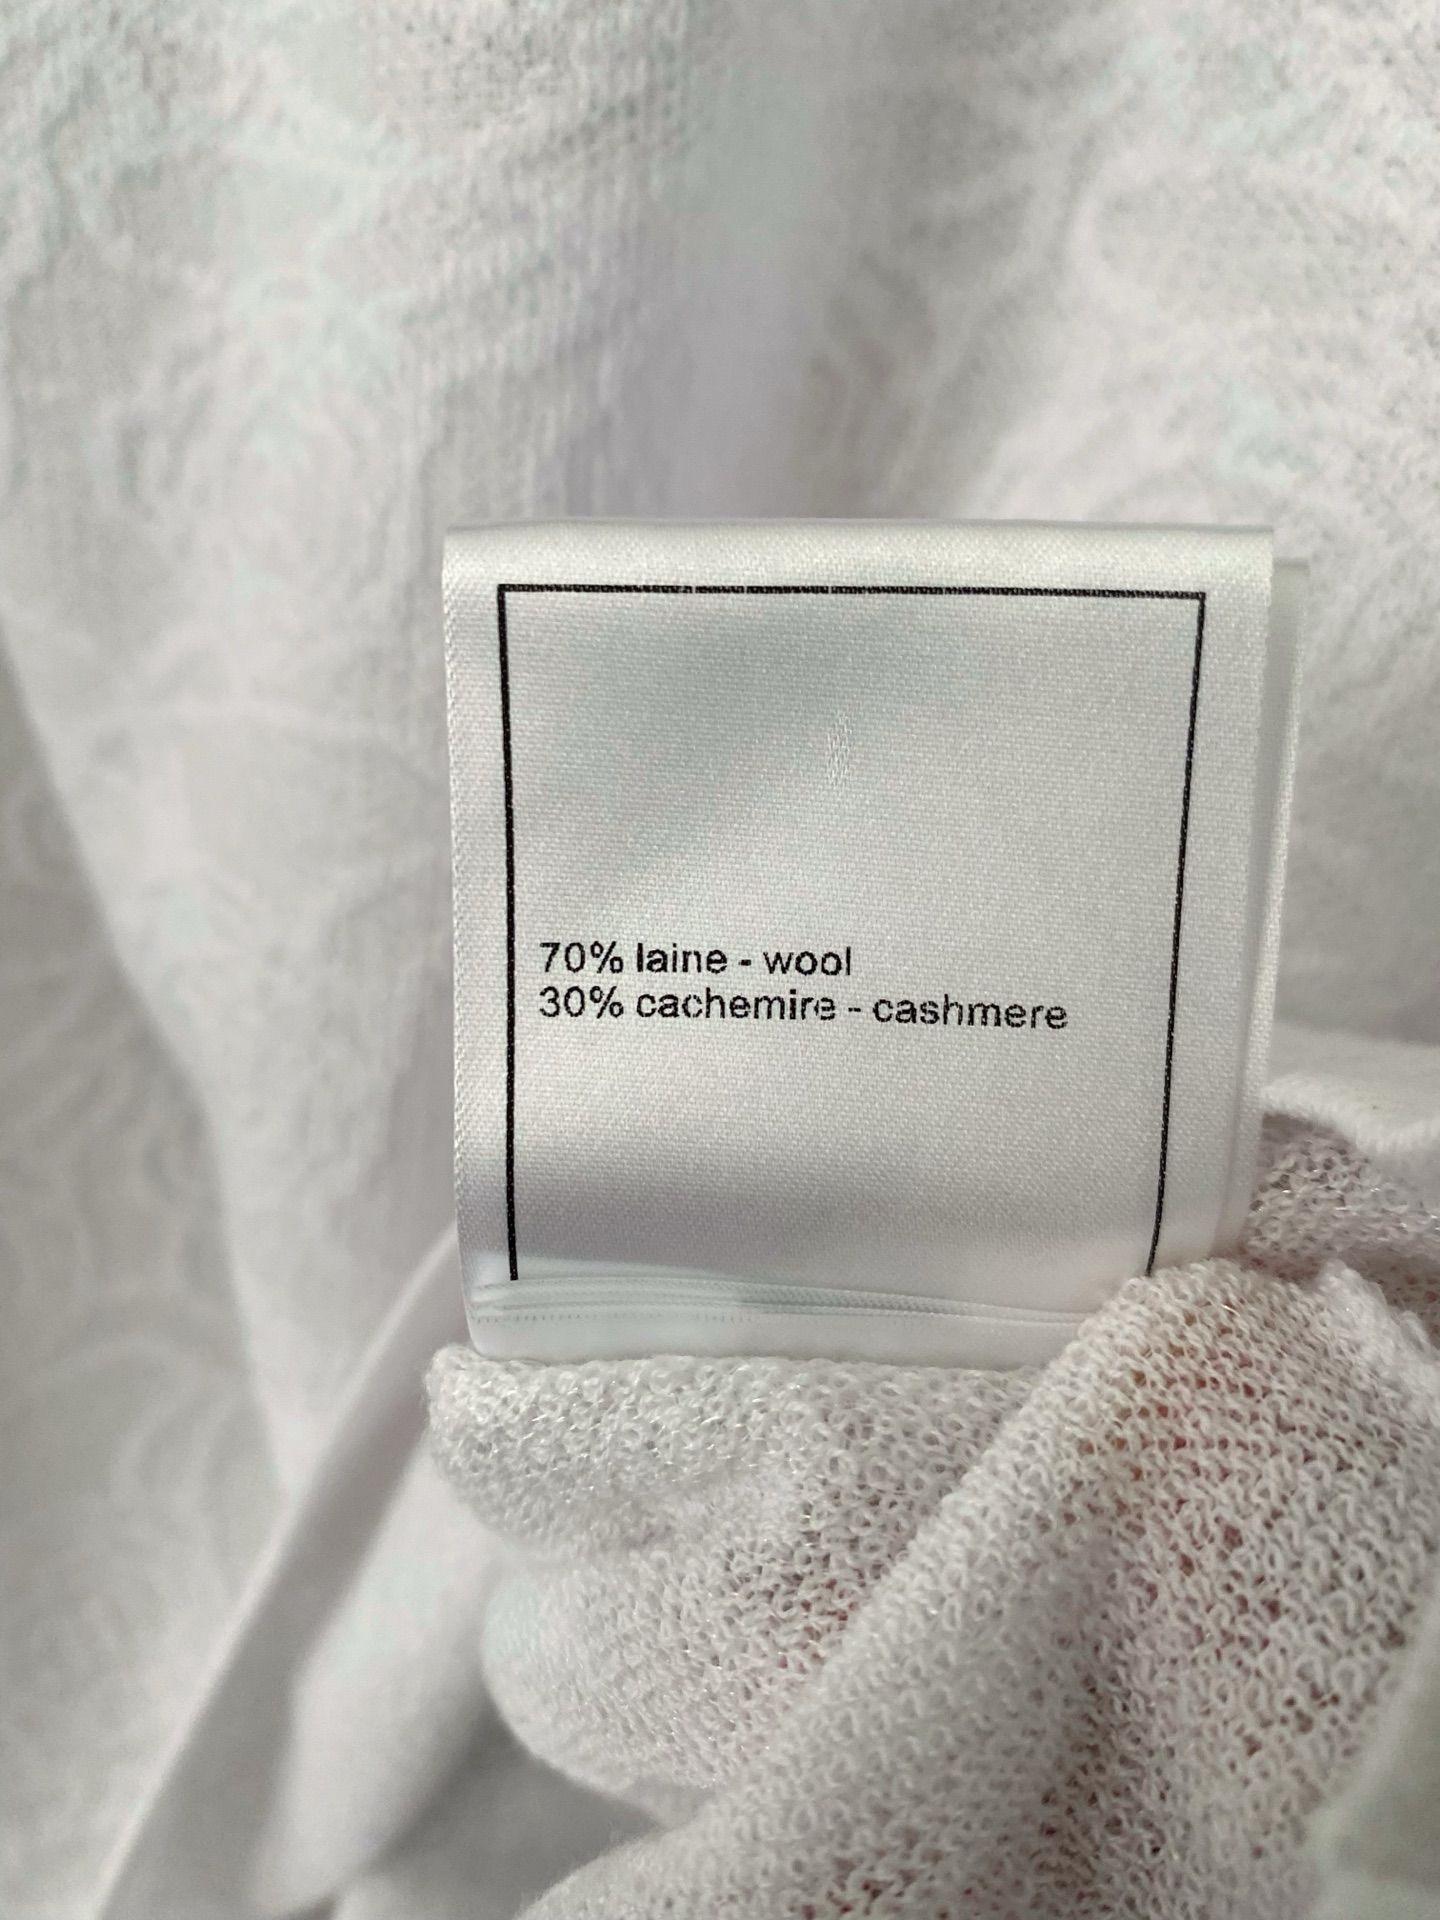 70% laine - wool
30% cachemire - cashmere